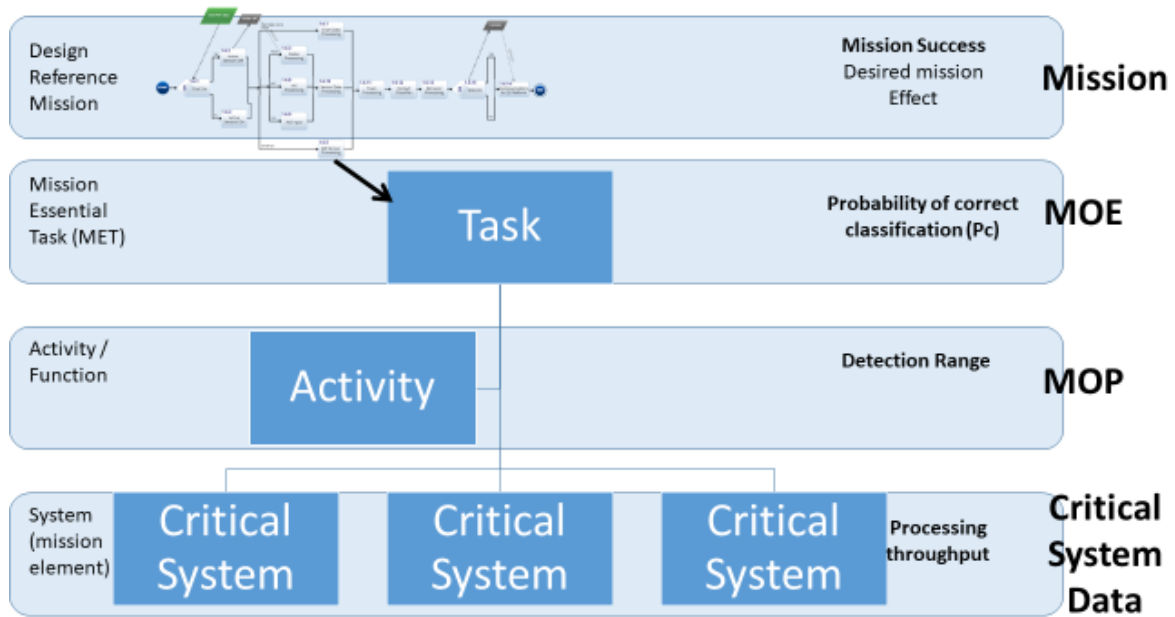 Design
Reference
Mission
Mission Success
Desired mission
Effect
Mission
Mission
Essential
Task (MET)
Task
Probability of correct
classification (Pc)
MOE
Activity /
Function
Activity
Detection Range
MOP
System
(mission
element)
Critical
System
Critical
System
Critical
System
Processing
throughput
Critical
System
Data